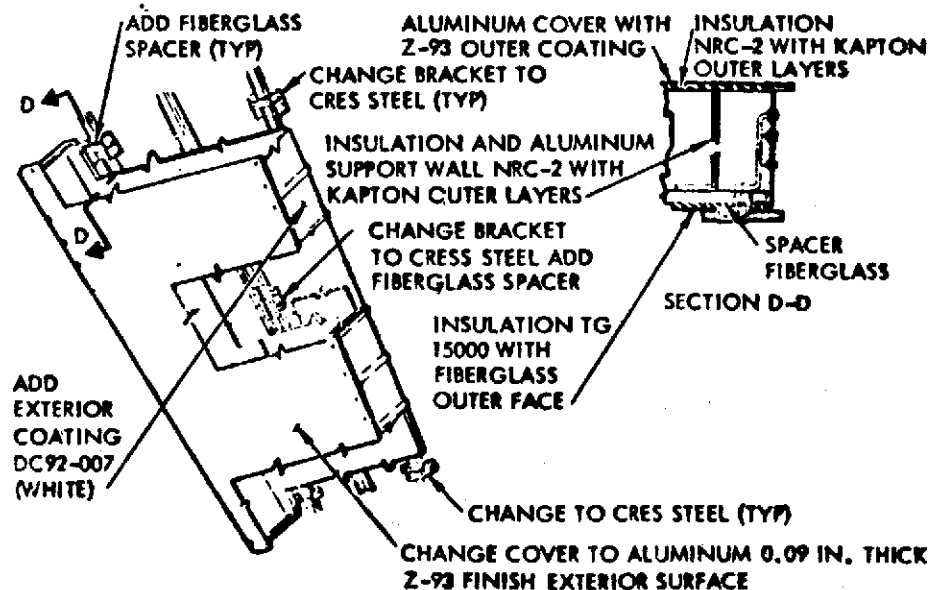 ADD FIBERGLASS
SPACER (TYP)
ALUMINUM COVER WITH
Z-93 OUTER COATING
INSULATION
NRC-2 WITH KAPTON
OUTER LAYERS
CHANGE BRACKET TO
CRES STEEL (TYP)
D
INSULATION AND ALUMINUM
SUPPORT WALL NRC-2 WITH
KAPTON OUTER LAYERS
D
CHANGE BRACKET
TO CRESS STEEL ADD
FIBERGLASS SPACER
SPACER
FIBERGLASS
SECTION D-D
INSULATION TG
15000 WITH
FIBERGLASS
OUTER FACE
ADD
EXTERIOR
COATING
DC92-007
(WHITE)
CHANGE TO CRES STEEL (TYP)
CHANGE COVER TO ALUMINUM 0.09 IN. THICK
Z-93 FINISH EXTERIOR SURFACE